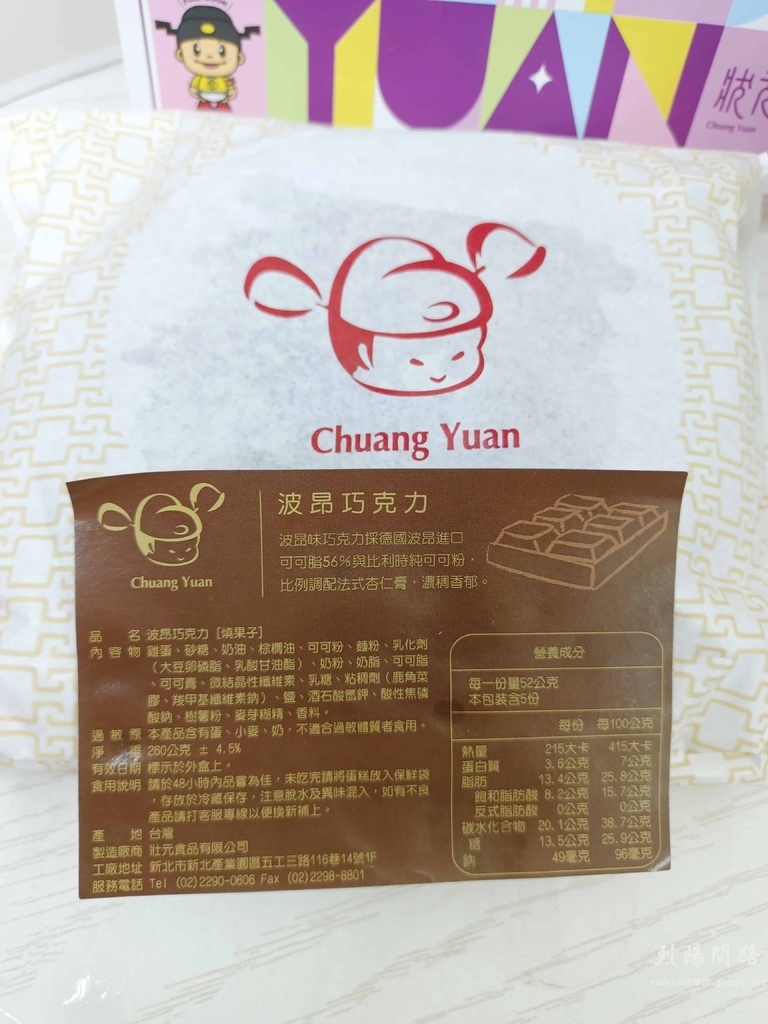 YUAN
狀元
Chuang Yuan
Chuang Yuan
Chuang Yuan
波昂巧克力
波昂味巧克力採德國波昂進口
可可脂56%與比利時純可可粉，
比例調配法式杏仁膏，濃稠香郁。
品 名 波昂巧克力 [燒果子]
內 容 物 雞蛋、砂糖、奶油、棕櫚油、可可粉、麵粉、乳化劑
（大豆卵磷脂、乳酸甘油酯）、奶粉、奶脂、可可脂
、可可膏、微結晶性纖維素、乳糖、粘稠劑（鹿角菜
膠、羧甲基纖維素鈉）、鹽、酒石酸氫鉀、酸性焦磷
酸鈉、樹薯粉、麥芽糊精、香料。
過 敏 原 本產品含有蛋、小麥、奶，不適合過敏體質者食用。
淨 重 260公克 ± 4.5%
有效日期 標示於外盒上。
食用說明 請於48小時內品嘗為佳，未吃完請將蛋糕放入保鮮袋
，存放於冷藏保存，注意脫水及異味混入，如有不良
產品請打客服專線以便換新補上。
產 地 台灣
製造廠商 壯元食品有限公司
工廠地址 新北市新北產業園區五工三路116巷14號1F
服務電話 Tel (02)2290-0606 Fax (02)2298-8801
營養成分
每一份量52公克
本包裝含5份
每份 每100公克
熱量 215大卡 415大卡
蛋白質 3.6公克 7公克
脂肪 13.4公克 25.8公克
飽和脂肪酸 8.2公克 15.7公克
反式脂肪酸 0公克 0公克
碳水化合物 20.1公克 38.7公克
糖 13.5公克 25.9公克
鈉 49毫克 96毫克
烈陽問路